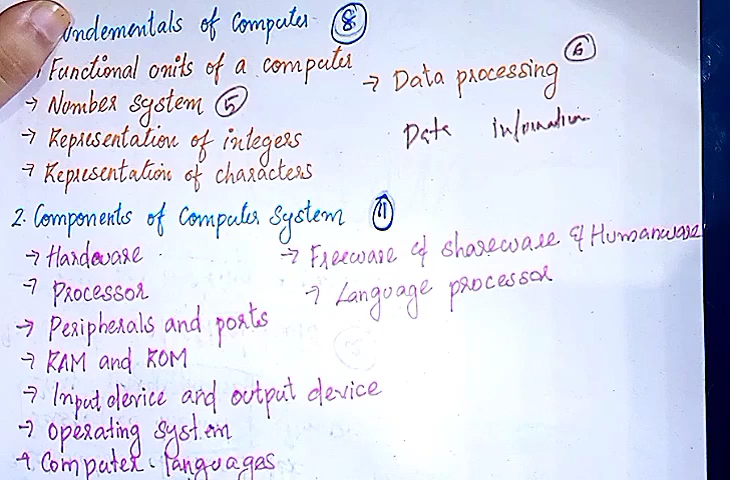 undementals of Computer 8
Functional units of a computer
→ Data processing 6
→ Number system 5
Data Information
→ Representation of integers
→ Representation of characters
2. Components of Computer System 11
→ Hardware
→ Freeware & shareware & Humanware
→ Processor
→ Language processor
→ Peripherals and ports
→ RAM and ROM
→ Input device and output device
→ operating system
→ Computer languages